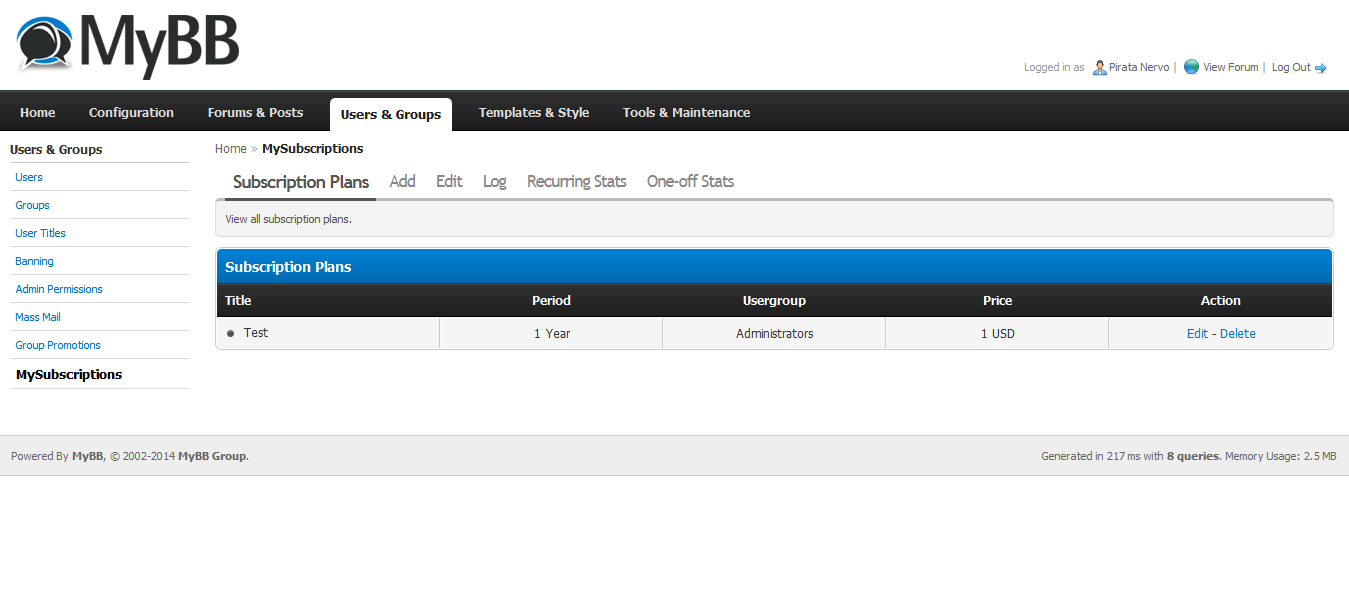 MyBB
Logged in as Pirata Nervo | View Forum | Log Out
Home Configuration Forums & Posts Users & Groups Templates & Style Tools & Maintenance
Users & Groups
Users
Groups
User Titles
Banning
Admin Permissions
Mass Mail
Group Promotions
MySubscriptions
Home » MySubscriptions
Subscription Plans Add Edit Log Recurring Stats One-off Stats
View all subscription plans.
Subscription Plans
Title Period Usergroup Price Action
Test 1 Year Administrators 1 USD Edit - Delete
Powered By MyBB, © 2002-2014 MyBB Group.
Generated in 217 ms with 8 queries. Memory Usage: 2.5 MB